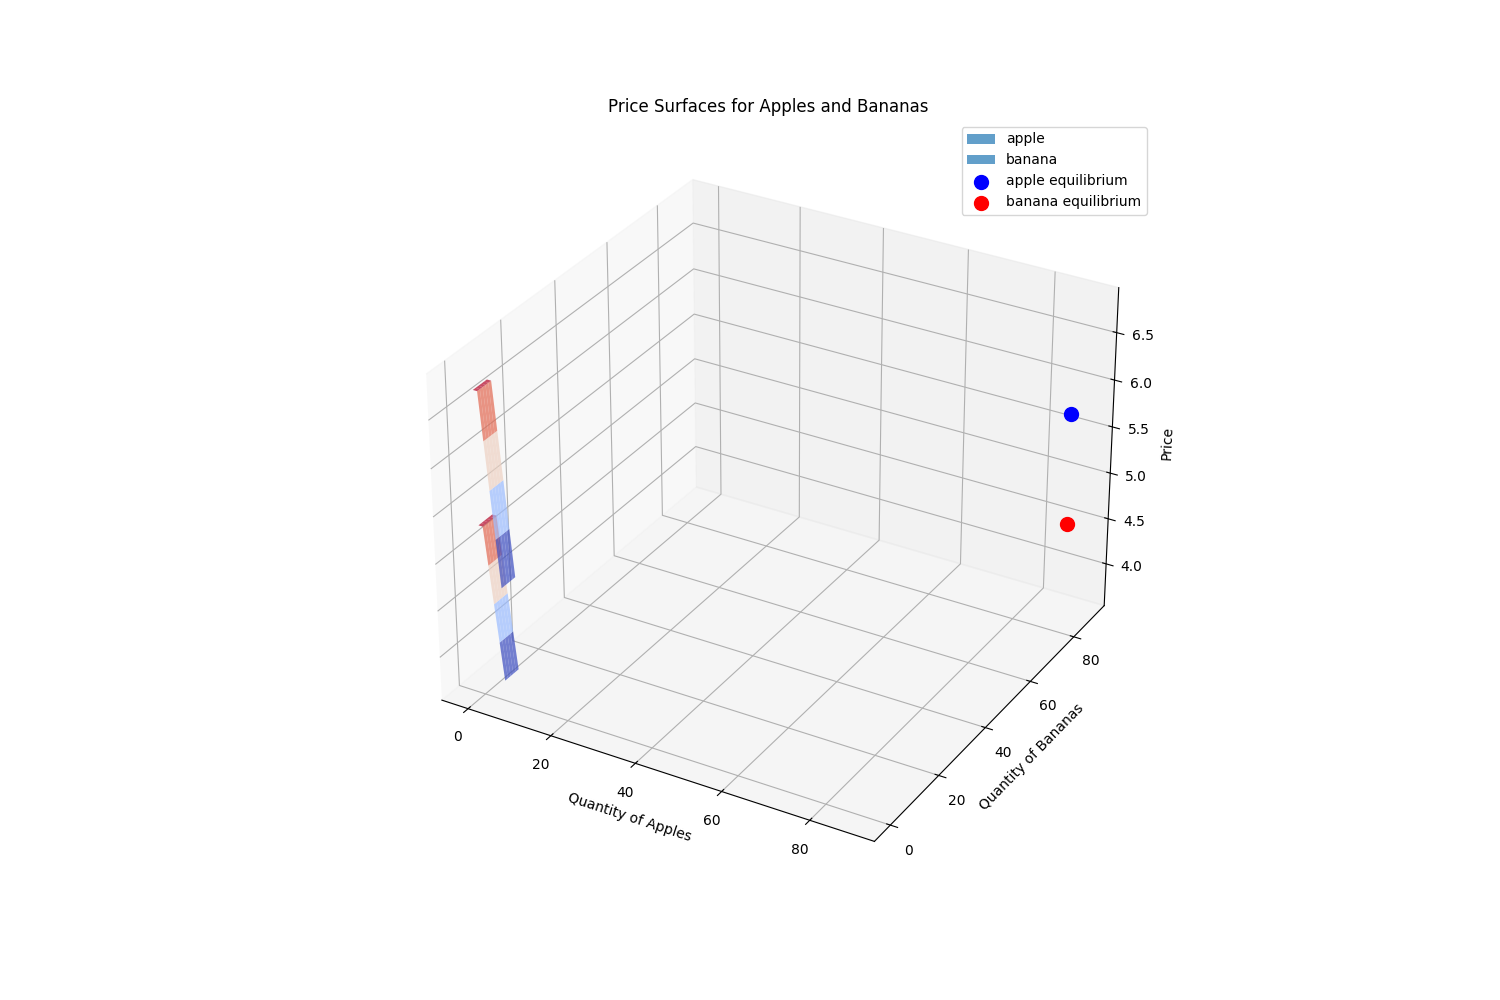 Price Surfaces for Apples and Bananas
apple
banana
apple equilibrium
banana equilibrium
6.5
6.0
5.5
5.0
4.5
4.0
Price
0
20
40
60
80
Quantity of Apples
80
60
40
20
0
Quantity of Bananas